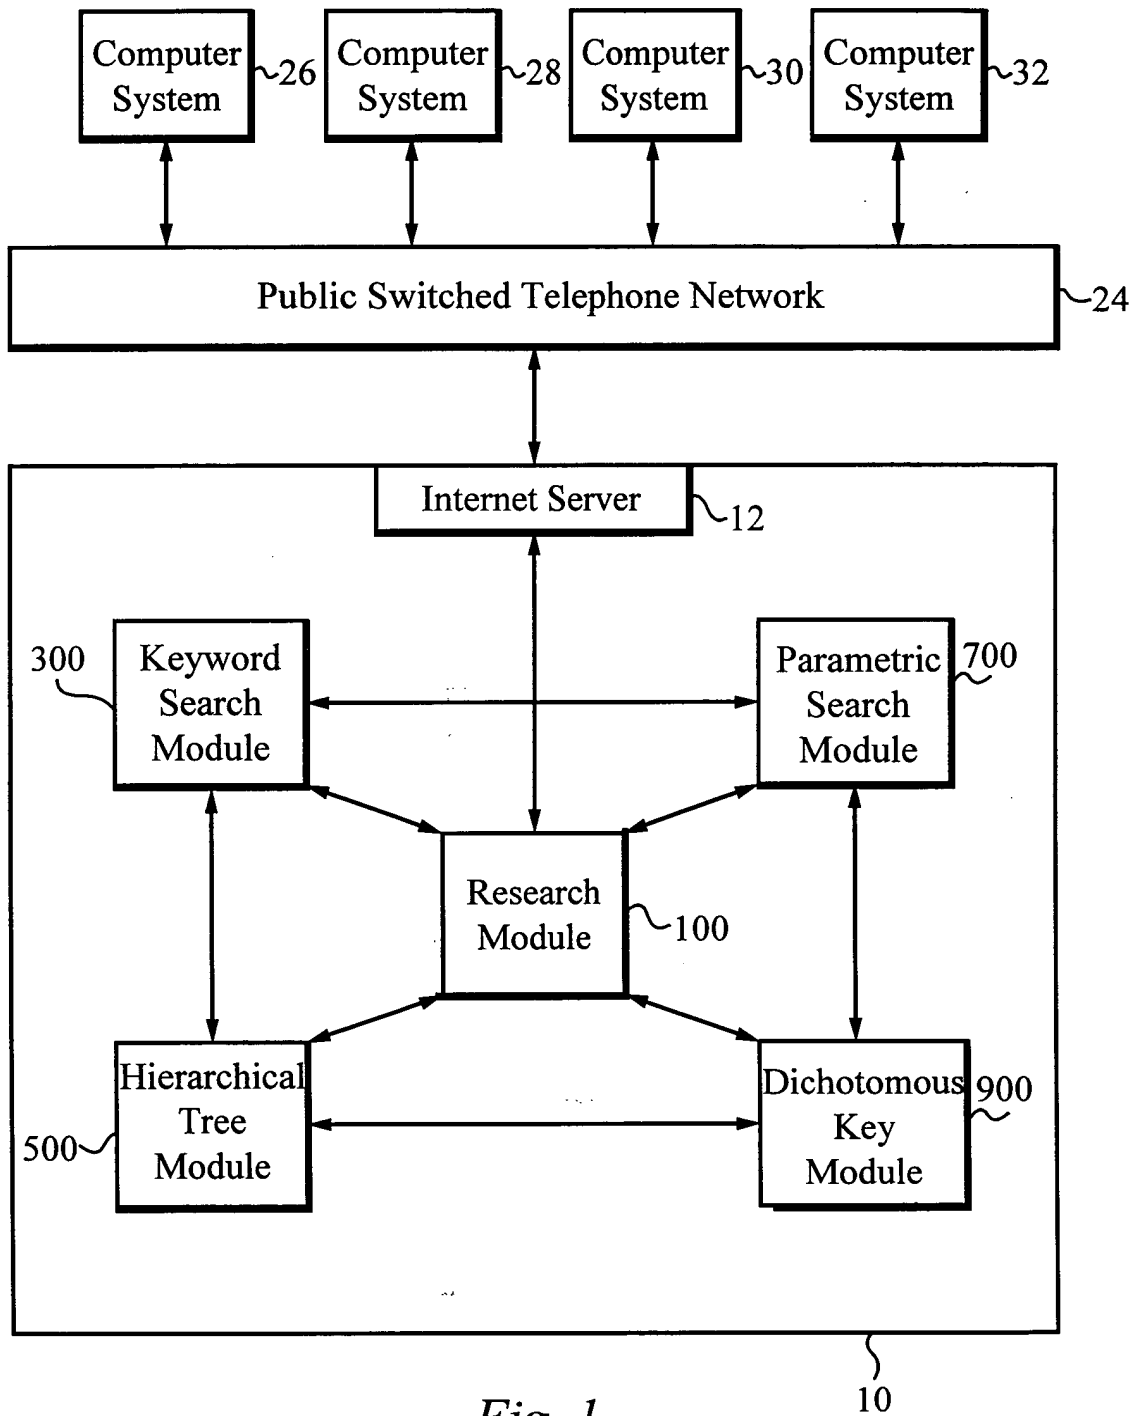 Computer
System
26
Computer
System
28
Computer
System
30
Computer
System
32
Public Switched Telephone Network
24
Internet Server
12
300
Keyword
Search
Module
Parametric
Search
Module
700
Research
Module
100
Hierarchical
Tree
Module
500
Dichotomous
Key
Module
900
10
Fig. 1